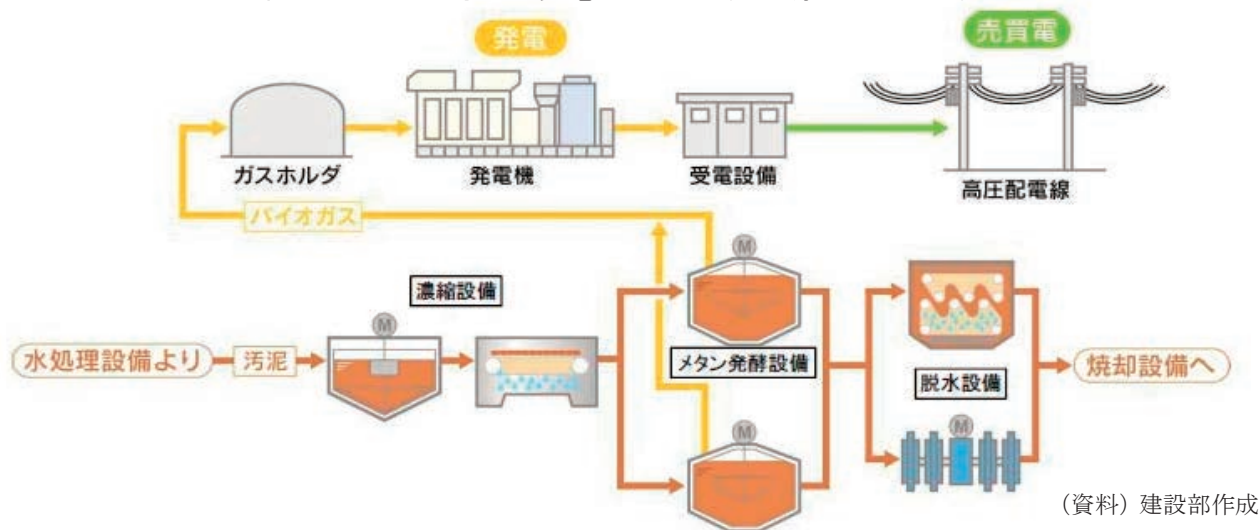 発電
売買電
ガスホルダ
発電機
受電設備
高圧配電線
バイオガス
濃縮設備
M
M
水処理設備より
汚泥
メタン発酵設備
脱水設備
焼却設備へ
M
M
(資料)建設部作成